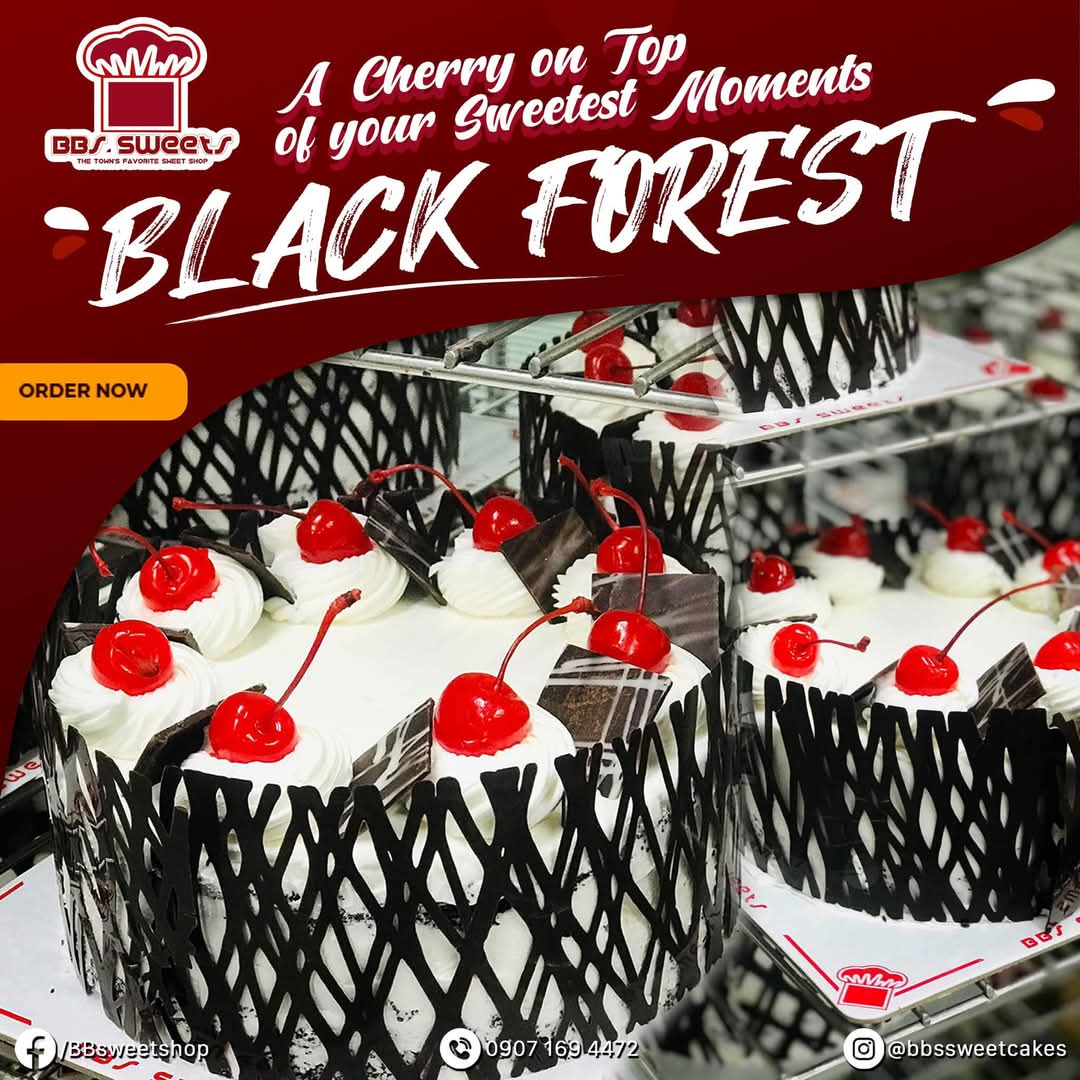 BBS Sweets
THE TOWN'S FAVORITE SWEET SHOP
A Cherry on Top
of your Sweetest Moments
BLACK FOREST
ORDER NOW
BBS Sweets
BBS
/BBsweetshop
0907 169 4472
@bbssweetcakes